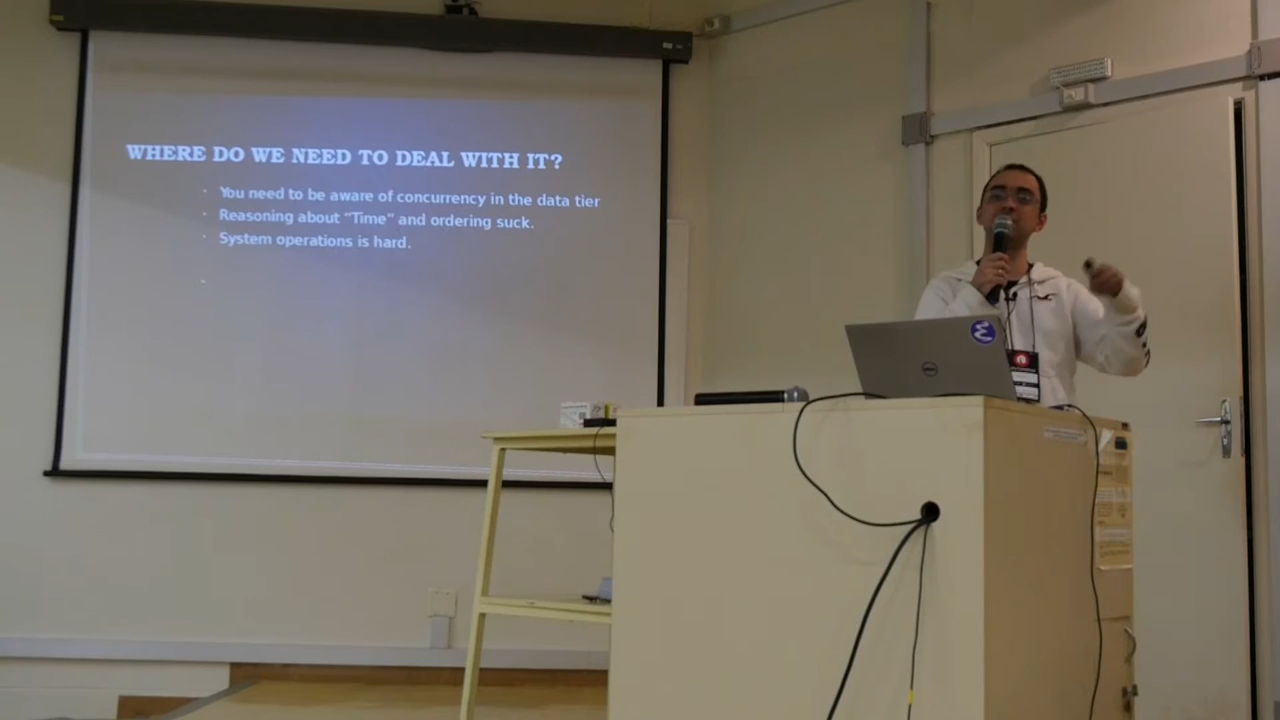 WHERE DO WE NEED TO DEAL WITH IT?
You need to be aware of concurrency in the data tier
Reasoning about “Time” and ordering suck.
System operations is hard.
DELL